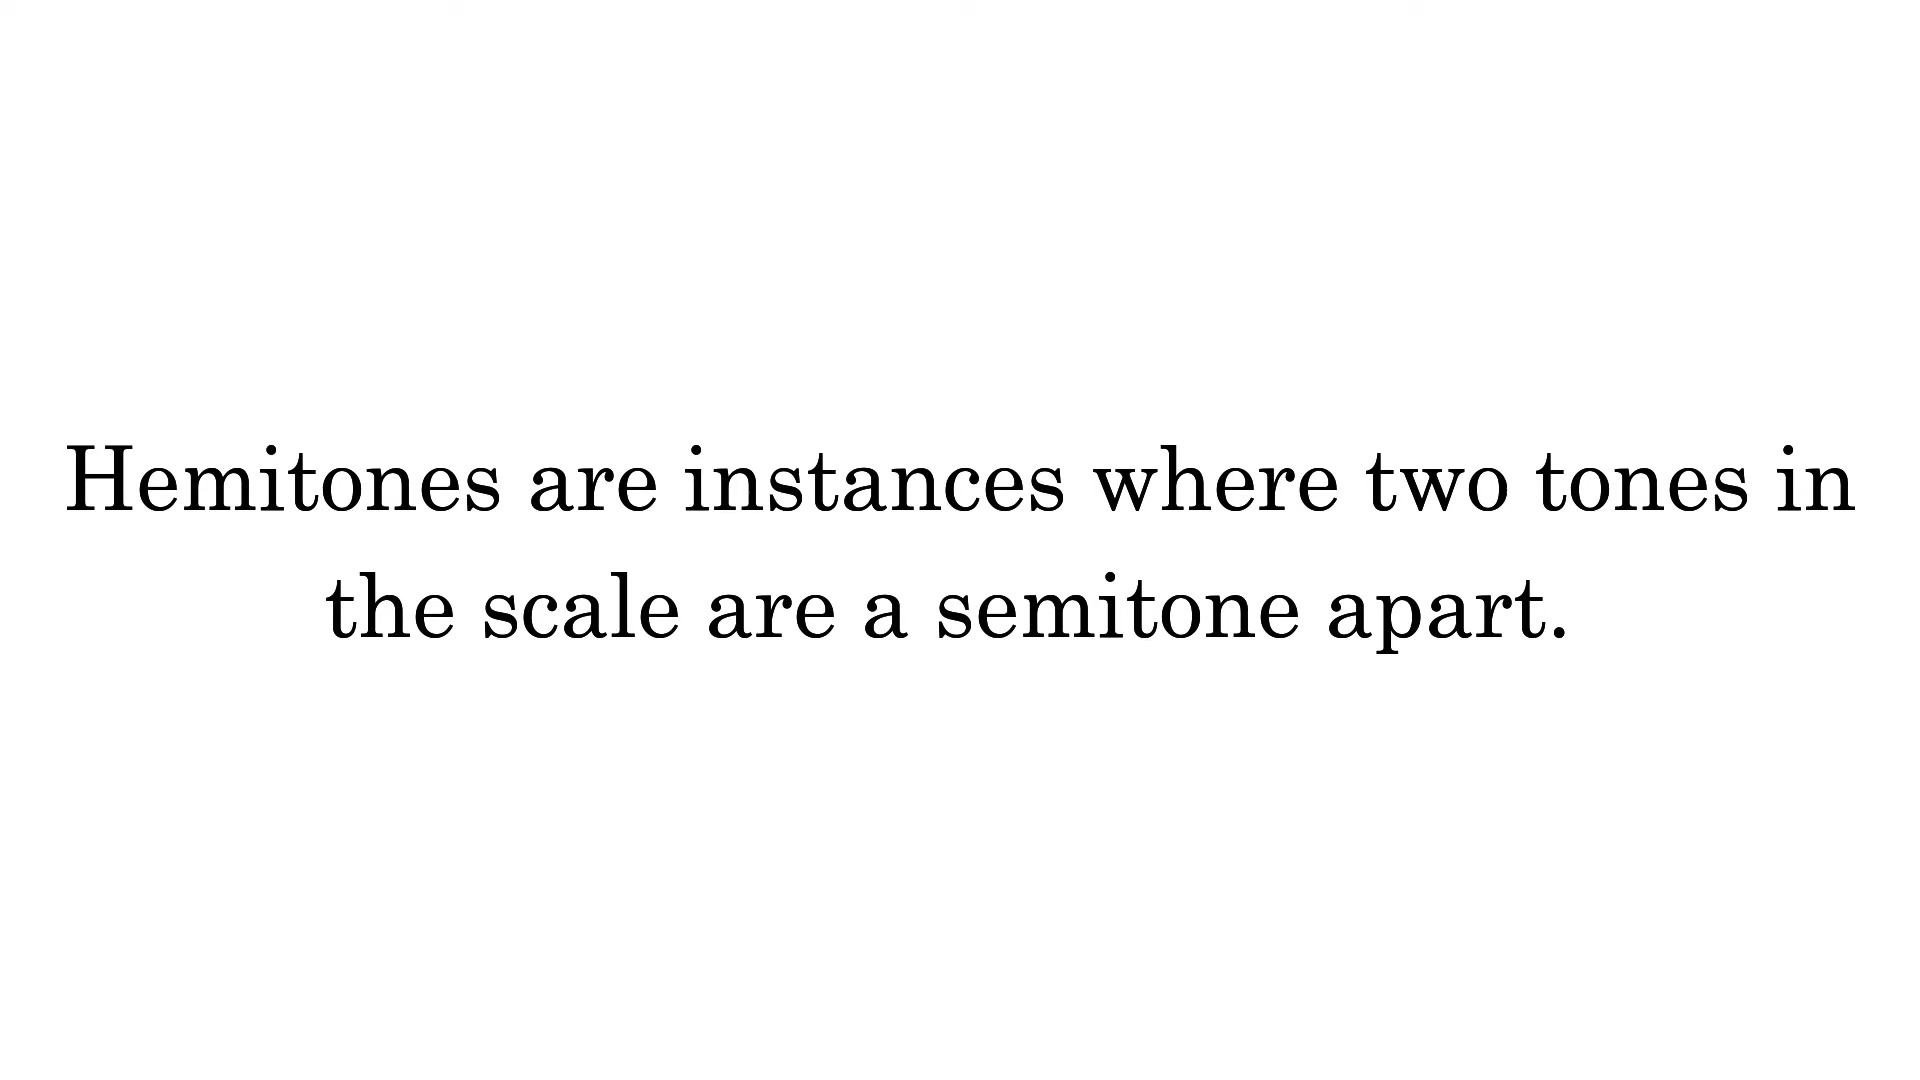 Hemitones are instances where two tones in
the scale are a semitone apart.